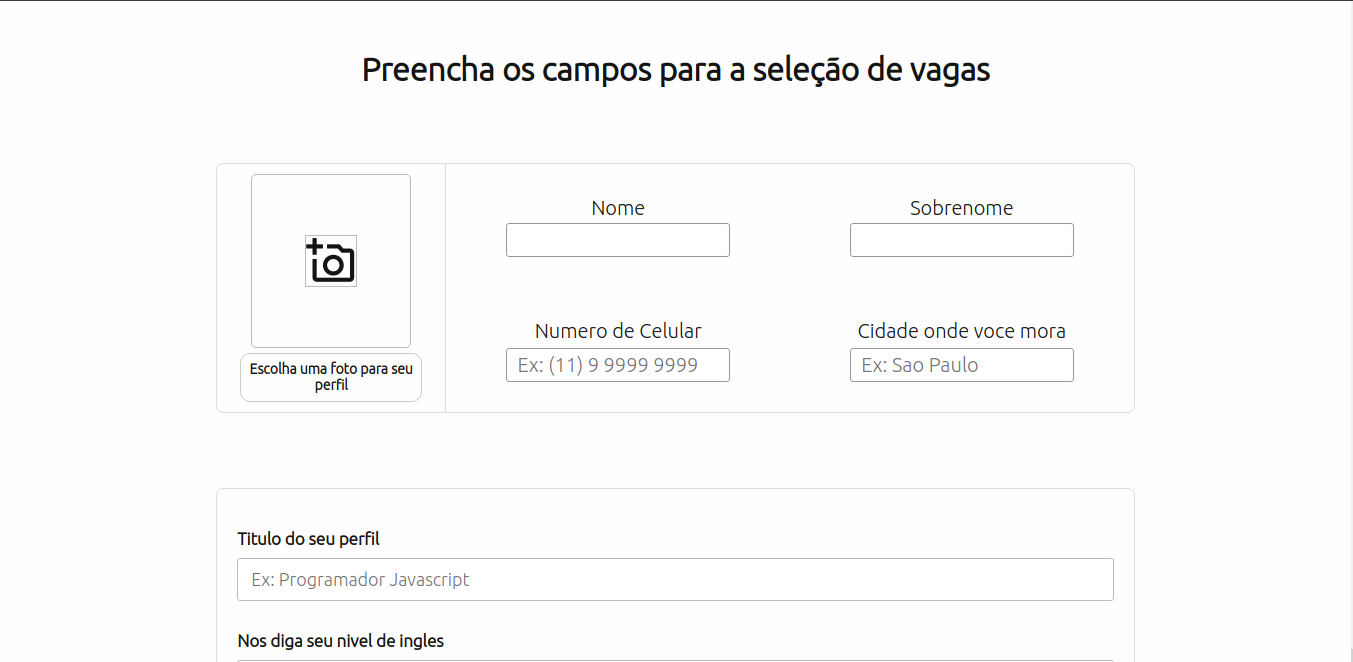 Preencha os campos para a seleção de vagas
Nome
Sobrenome
Numero de Celular
Ex: (11) 9 9999 9999
Cidade onde voce mora
Ex: Sao Paulo
Escolha uma foto para seu
perfil
Titulo do seu perfil
Ex: Programador Javascript
Nos diga seu nivel de ingles